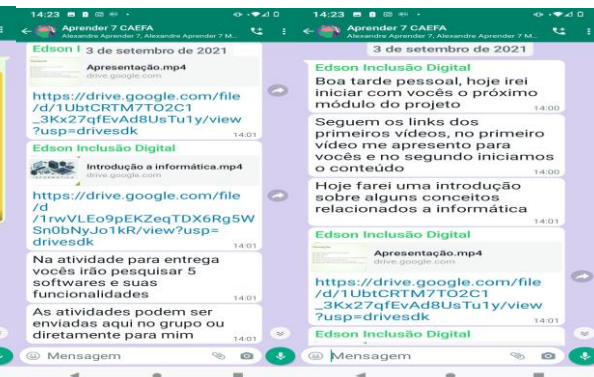 14:23
Aprender 7 CAEFA
Alexandre Aprender 7, Alexandre Aprender 7 M...
Edson I
3 de setembro de 2021
Apresentação.mp4
drive.google.com
https://drive.google.com/file
/d/1UbtCRTM7TO2C1
_3Kx27qfEvAd8UsTu1y/view
?usp=drivesdk
14:01
Edson Inclusão Digital
Introdução a informática.mp4
drive.google.com
https://drive.google.com/file
/d
/1rwVLEo9pEKZeqTDX6Rg5W
Sn0bNyJo1kR/view?usp=
drivesdk
14:01
Na atividade para entrega
vocês irão pesquisar 5
softwares e suas
funcionalidades
14:01
As atividades podem ser
enviadas aqui no grupo ou
diretamente para mim
14:01
Mensagem
14:23
Aprender 7 CAEFA
Alexandre Aprender 7, Alexandre Aprender 7 M...
3 de setembro de 2021
Edson Inclusão Digital
Boa tarde pessoal, hoje irei
iniciar com vocês o próximo
módulo do projeto
14:00
Seguem os links dos
primeiros vídeos, no primeiro
vídeo me apresento para
vocês e no segundo iniciamos
o conteúdo
14:00
Hoje farei uma introdução
sobre alguns conceitos
relacionados a informática
14:01
Edson Inclusão Digital
Apresentação.mp4
drive.google.com
https://drive.google.com/file
/d/1UbtCRTM7TO2C1
_3Kx27qfEvAd8UsTu1y/view
?usp=drivesdk
14:01
Edson Inclusão Digital
Mensagem